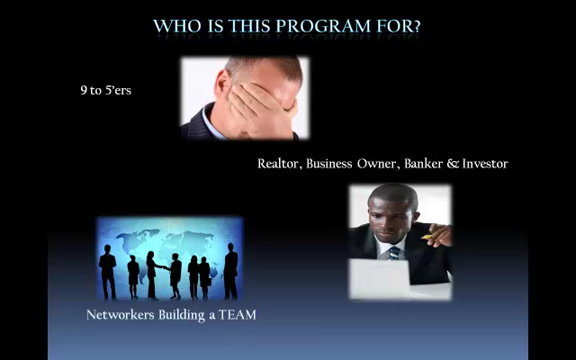 WHO IS THIS PROGRAM FOR?
9 to 5'ers
Realtor, Business Owner, Banker & Investor
Networkers Building a TEAM